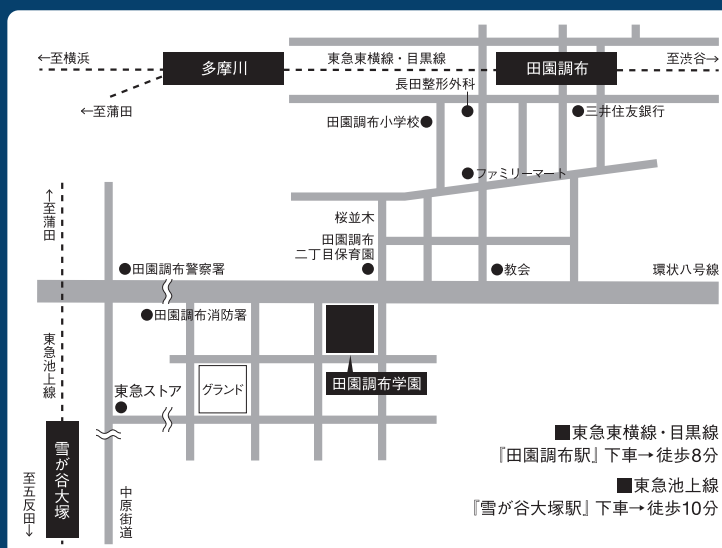 ←至横浜
多摩川
東急東横線・目黒線
田園調布
至渋谷→
←至蒲田
長田整形外科
田園調布小学校
三井住友銀行
ファミリーマート
←至蒲田
桜並木
田園調布
二丁目保育園
田園調布警察署
教会
環状八号線
田園調布消防署
東急池上線
東急ストア
グランド
田園調布学園
雪が谷大塚
至五反田→
中原街道
■東急東横線・目黒線
『田園調布駅』下車→徒歩8分
■東急池上線
『雪が谷大塚駅』下車→徒歩10分